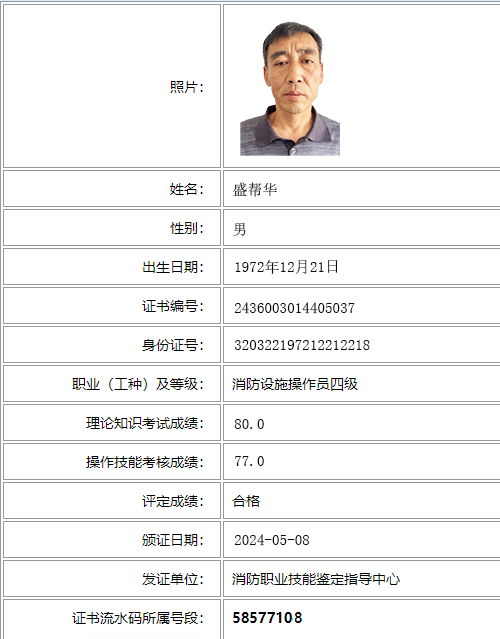 照片：
姓名： 盛帮华
性别： 男
出生日期： 1972年12月21日
证书编号： 2436003014405037
身份证号： 320322197212212218
职业（工种）及等级： 消防设施操作员四级
理论知识考试成绩： 80.0
操作技能考核成绩： 77.0
评定成绩： 合格
颁证日期： 2024-05-08
发证单位： 消防职业技能鉴定指导中心
证书流水码所属号段： 58577108